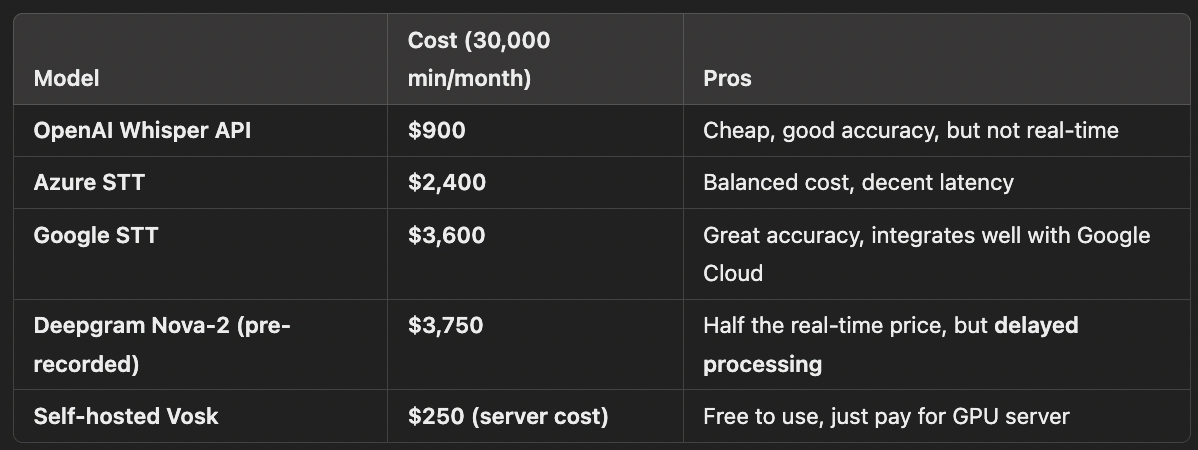 Model
Cost (30,000
min/month)
Pros
OpenAI Whisper API
$900
Cheap, good accuracy, but not real-time
Azure STT
$2,400
Balanced cost, decent latency
Google STT
$3,600
Great accuracy, integrates well with Google
Cloud
Deepgram Nova-2 (pre-
recorded)
$3,750
Half the real-time price, but delayed
processing
Self-hosted Vosk
$250 (server cost)
Free to use, just pay for GPU server